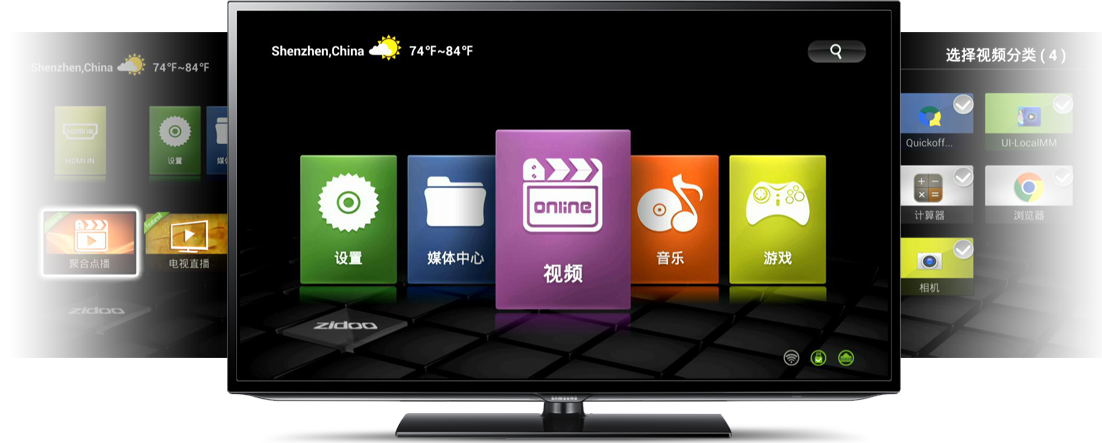 Shenzhen,China 74°F~84°F
HDMI IN
设置
聚合点播
电视直播
zidoo
Shenzhen,China 74°F~84°F
设置
媒体中心
online
视频
音乐
游戏
zidoo
SAMSUNG
选择视频分类 ( 4 )
Quickoff...
UI-LocalMM
计算器
浏览器
相机